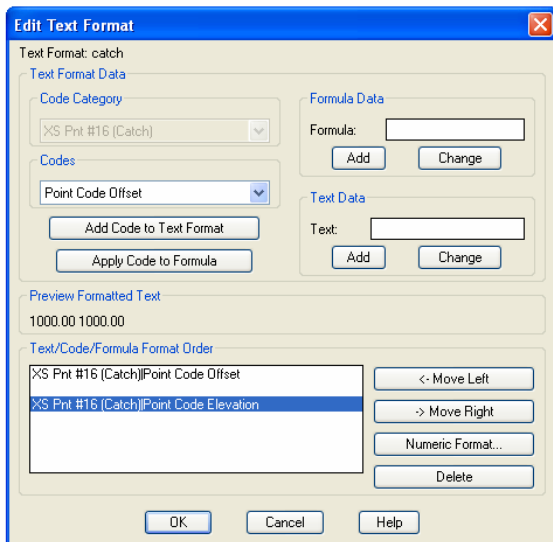 Edit Text Format
Text Format: catch
Text Format Data
Code Category
XS Pnt #16 (Catch)
Codes
Point Code Offset
Add Code to Text Format
Apply Code to Formula
Formula Data
Formula:
Add Change
Text Data
Text:
Add Change
Preview Formatted Text
1000.00 1000.00
Text/Code/Formula Format Order
XS Pnt #16 (Catch)|Point Code Offset
XS Pnt #16 (Catch)|Point Code Elevation
<- Move Left
-> Move Right
Numeric Format...
Delete
OK Cancel Help